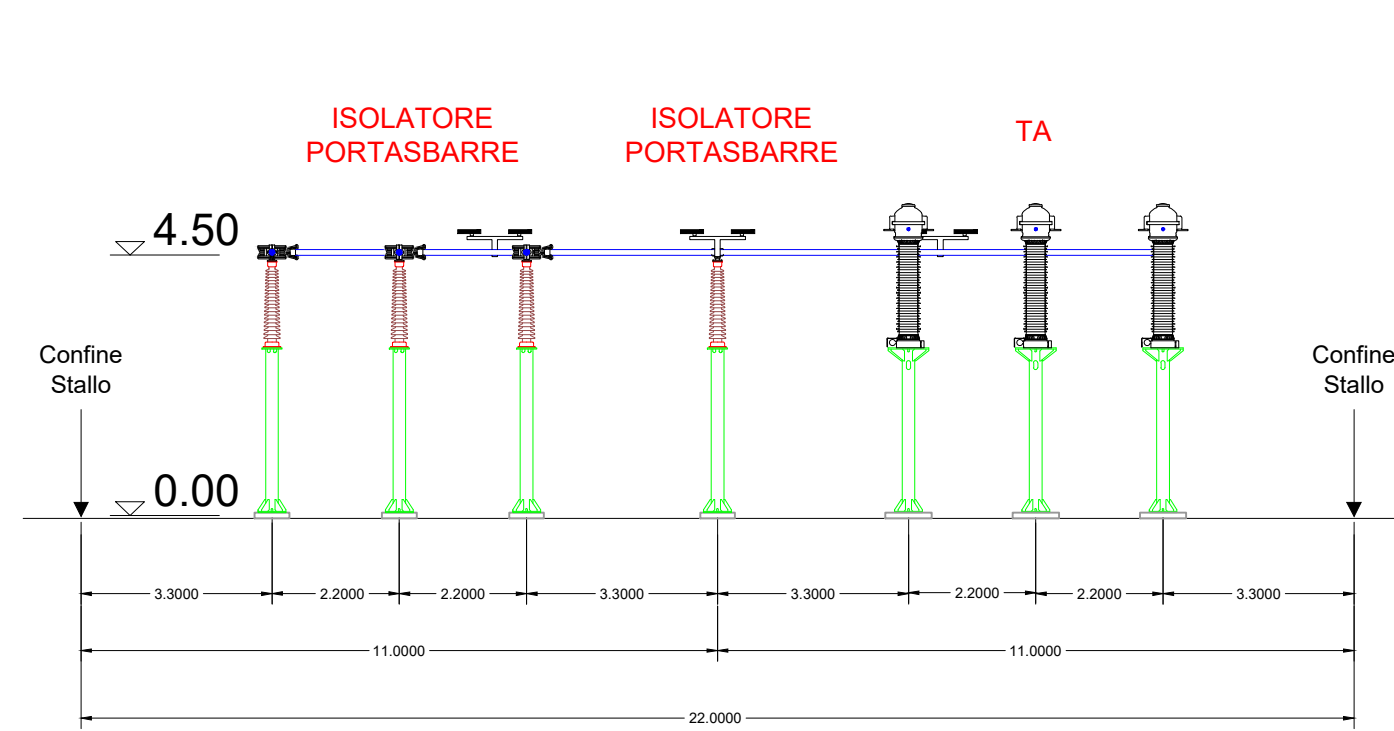 ISOLATORE
PORTASBARRE
ISOLATORE
PORTASBARRE
TA
4.50
Confine
Stallo
Confine
Stallo
0.00
3.3000
2.2000
2.2000
3.3000
3.3000
2.2000
2.2000
3.3000
11.0000
11.0000
22.0000